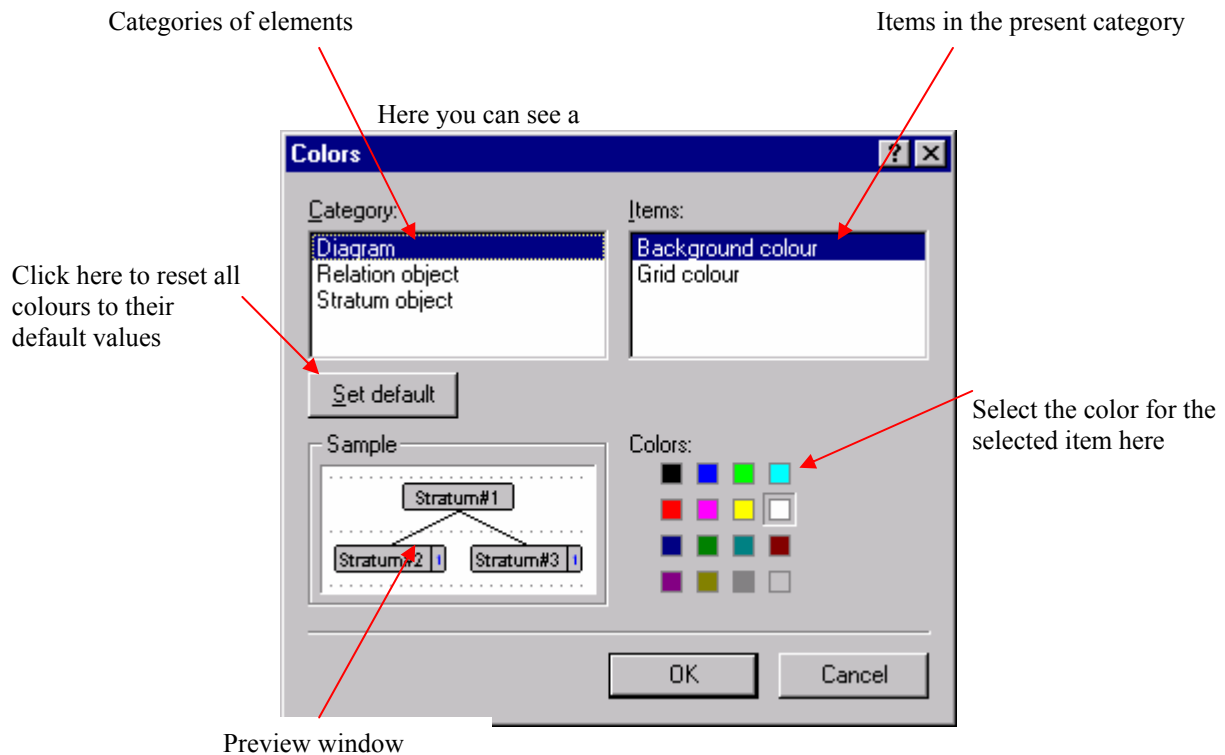 Categories of elements
Items in the present category
Here you can see a
Colors
Category:
Items:
Diagram
Relation object
Stratum object
Background colour
Grid colour
Click here to reset all
colours to their
default values
Set default
Select the color for the
selected item here
Sample
Colors:
Stratum#1
Stratum#2 1
Stratum#3 1
OK
Cancel
Preview window